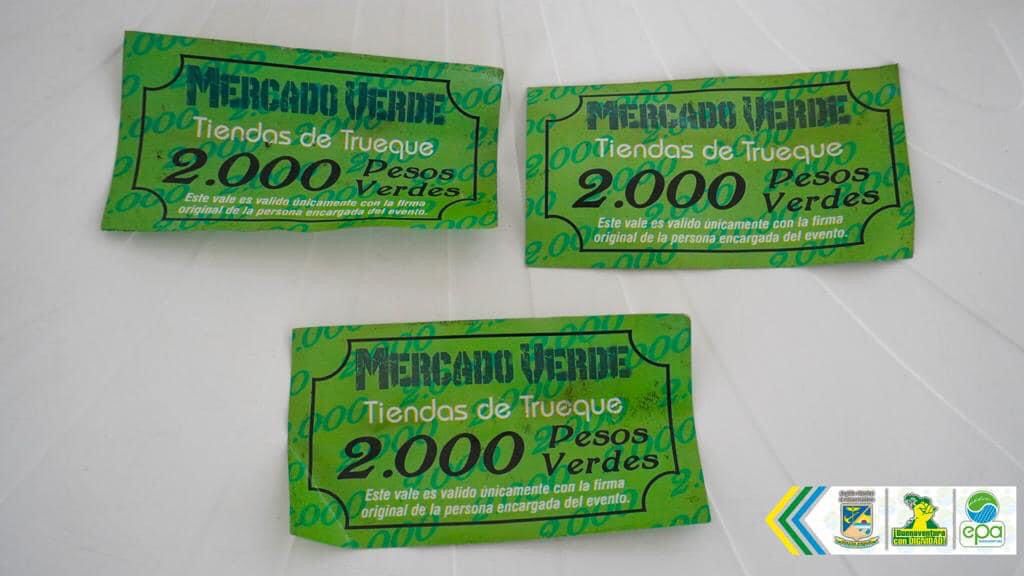 MERCADO VERDE
Tiendas de Trueque
2.000 Pesos Verdes
Este vale es valido únicamente con la firma
original de la persona encargada del evento.
MERCADO VERDE
Tiendas de Trueque
2.000 Pesos Verdes
Este vale es valido únicamente con la firma
original de la persona encargada del evento.
MERCADO VERDE
Tiendas de Trueque
2.000 Pesos Verdes
Este vale es valido únicamente con la firma
original de la persona encargada del evento.
¡Buenaventura
con DIGNIDAD!
epa